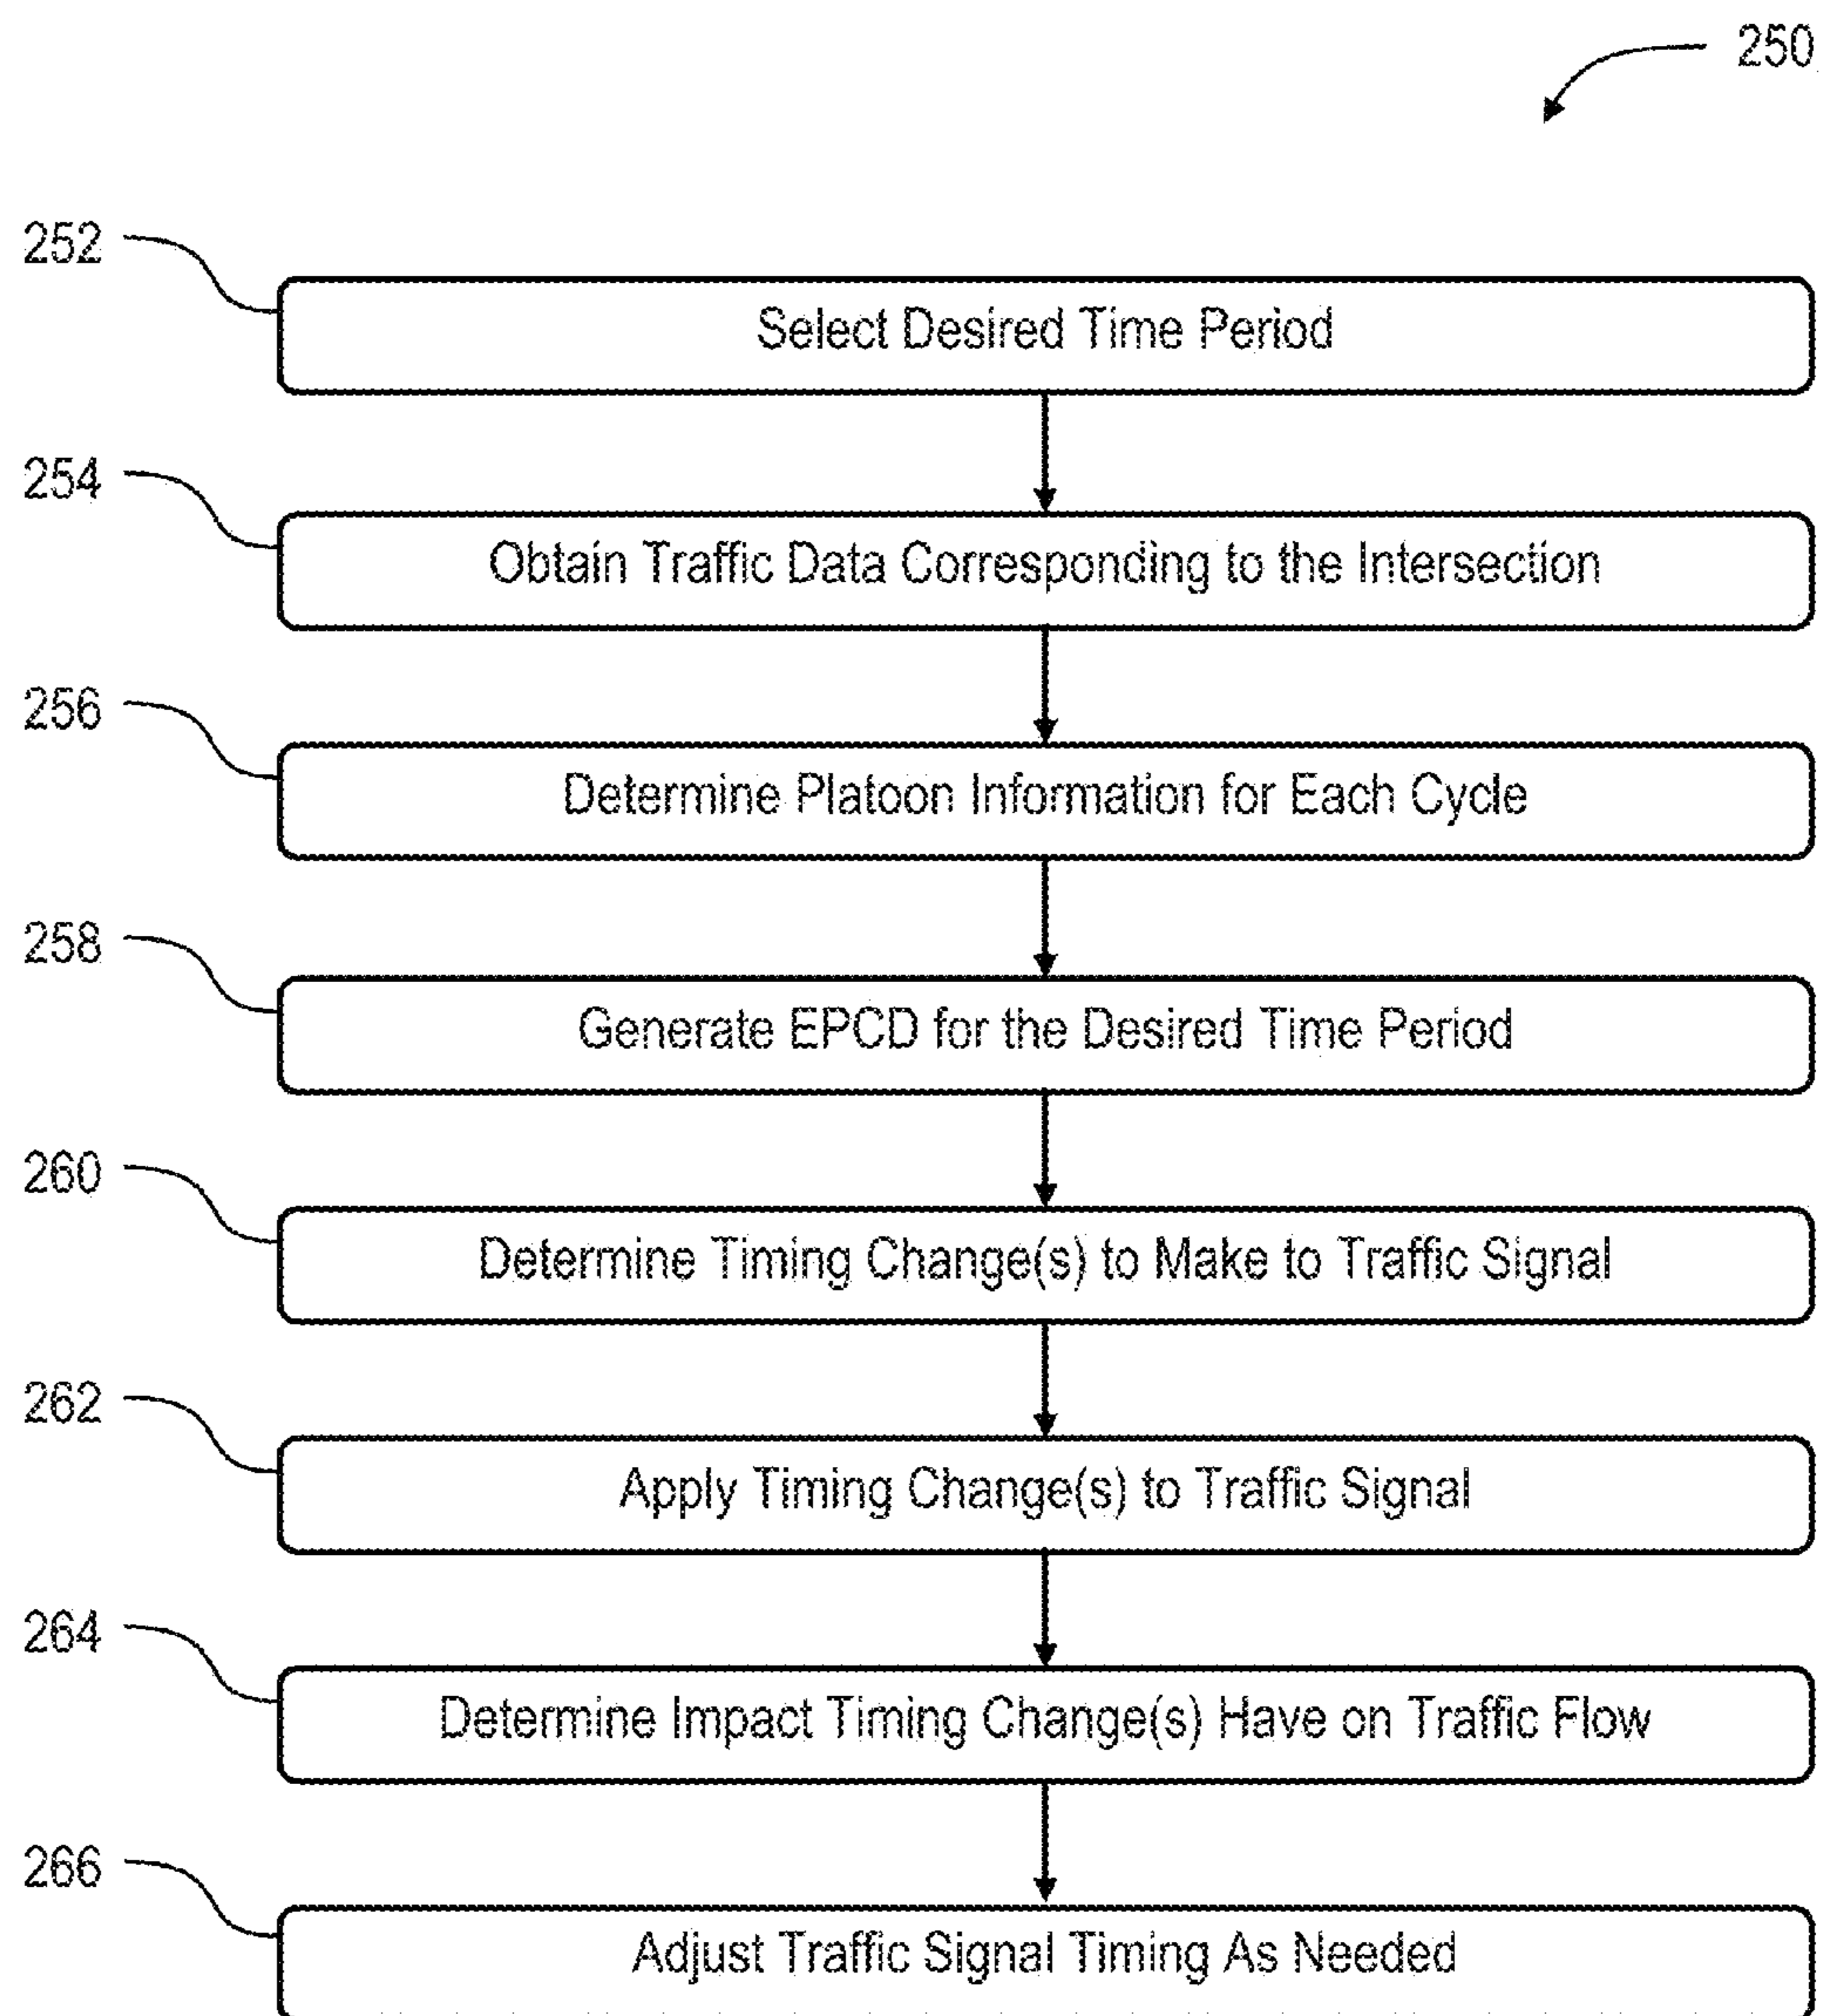 250
252
Select Desired Time Period
254
Obtain Traffic Data Corresponding to the Intersection
256
Determine Platoon Information for Each Cycle
258
Generate EPCD for the Desired Time Period
260
Determine Timing Change(s) to Make to Traffic Signal
262
Apply Timing Change(s) to Traffic Signal
264
Determine Impact Timing Change(s) Have on Traffic Flow
266
Adjust Traffic Signal Timing As Needed